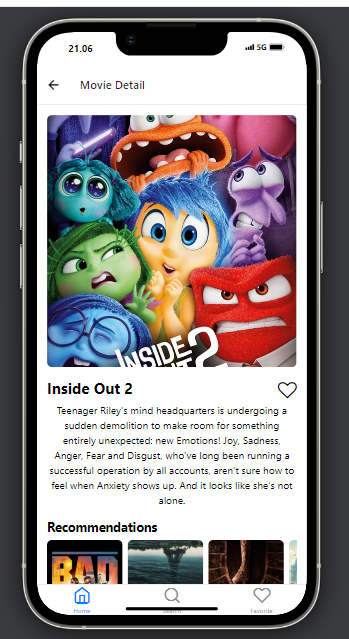 21.06
5G
Movie Detail
INSIDE
OUT 2
Inside Out 2
Teenager Riley's mind headquarters is undergoing a
sudden demolition to make room for something
entirely unexpected: new Emotions! Joy, Sadness,
Anger, Fear and Disgust, who've long been running a
successful operation by all accounts, aren't sure how to
feel when Anxiety shows up. And it looks like she's not
alone.
Recommendations
BAD
Home
Search
Favorite